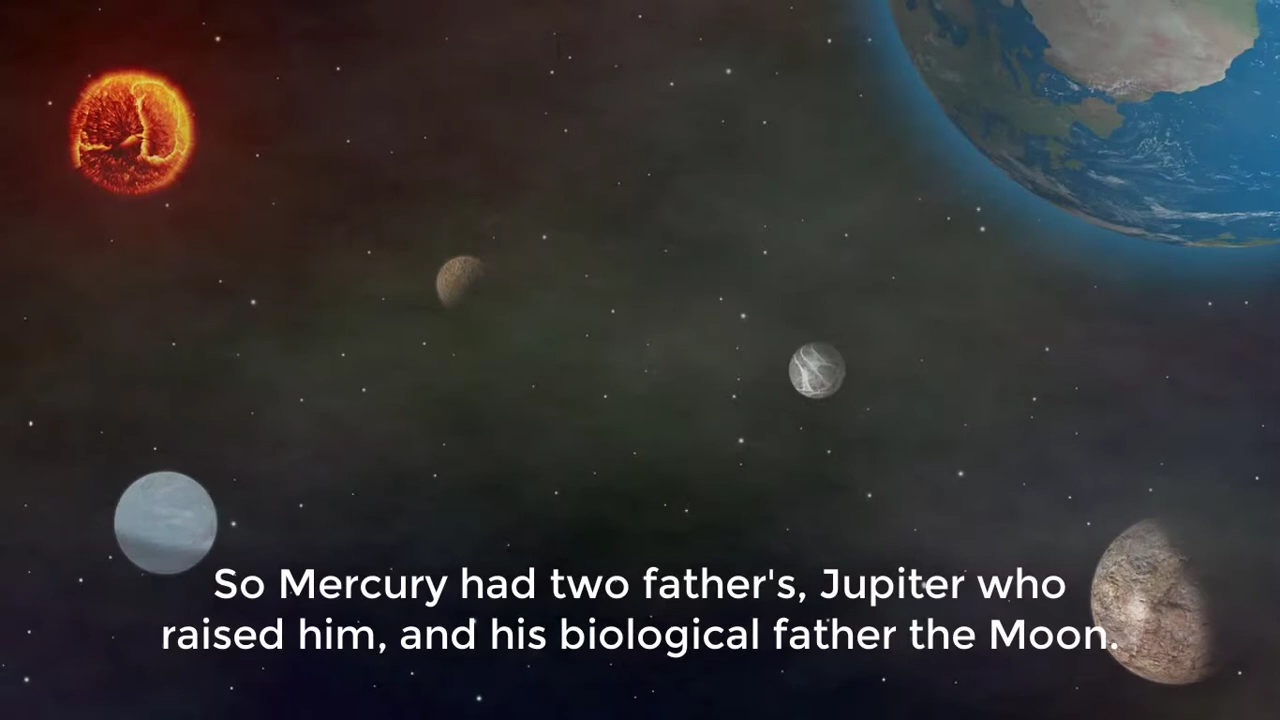 So Mercury had two father's, Jupiter who
raised him, and his biological father the Moon.